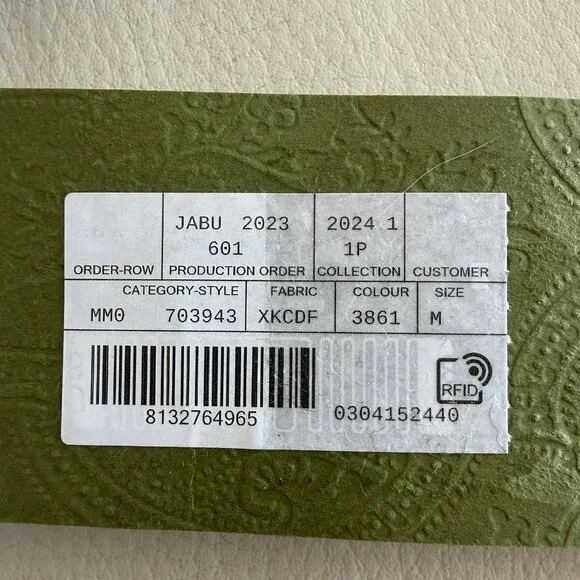 JABU 2023 2024 1
601 1P
ORDER-ROW PRODUCTION ORDER COLLECTION CUSTOMER
CATEGORY-STYLE FABRIC COLOUR SIZE
MM0 703943 XKCDF 3861 M
8132764965 0304152440
RFID